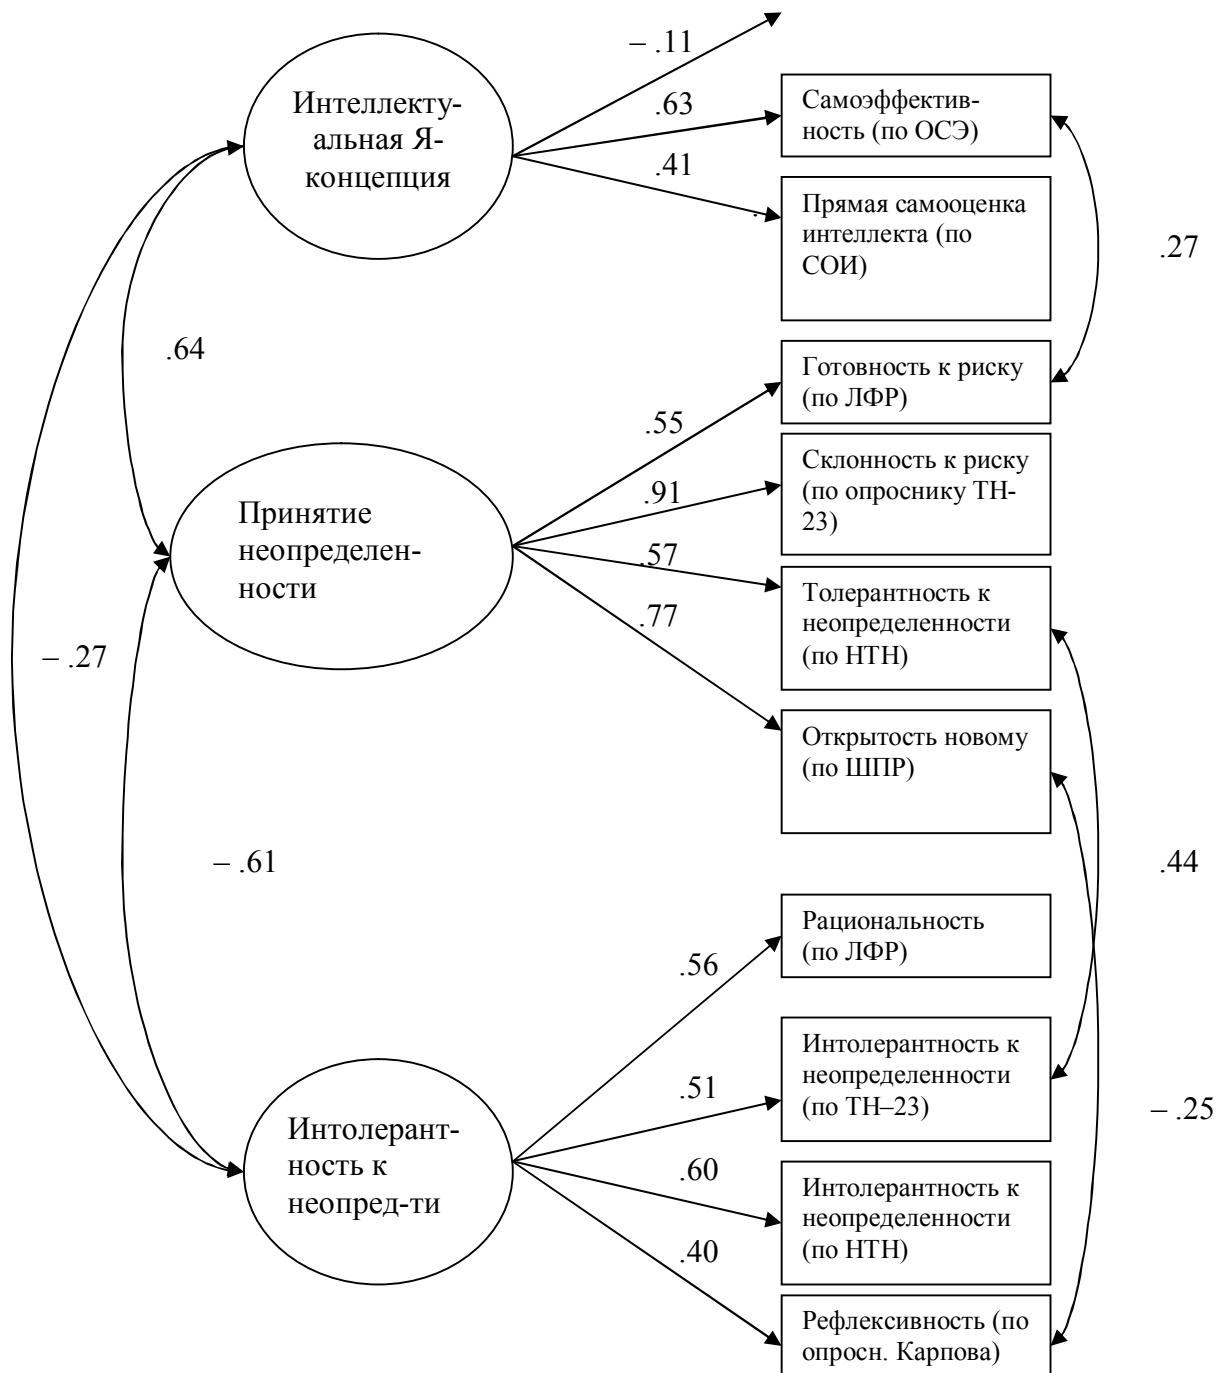 – .11
Интеллекту-
альная Я-
концепция
.63
.41
Самоэффектив-
ность (по ОСЭ)
Прямая самооценка
интеллекта (по
СОИ)
.27
.64
Готовность к риску
(по ЛФР)
.55
.91
.57
.77
Склонность к риску
(по опроснику ТН-
23)
Принятие
неопределен-
ности
Толерантность к
неопределенности
(по НТН)
– .27
Открытость новому
(по ШПР)
– .61
.44
Рациональность
(по ЛФР)
.56
.51
.60
.40
Интолерантность к
неопределенности
(по ТН–23)
– .25
Интолерант-
ность к
неопред-ти
Интолерантность к
неопределенности
(по НТН)
Рефлексивность (по
опросн. Карпова)